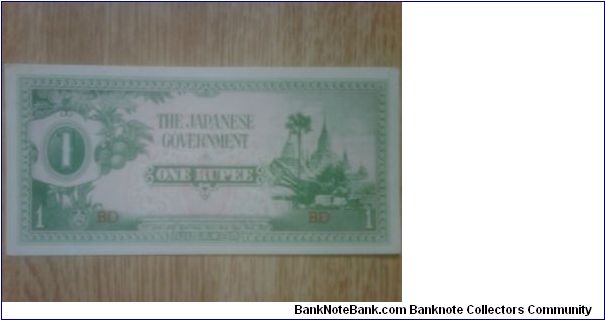 1
THE JAPANESE
GOVERNMENT
ONE RUPEE
BD BD
1 1
BankNoteBank.com Banknote Collectors Community